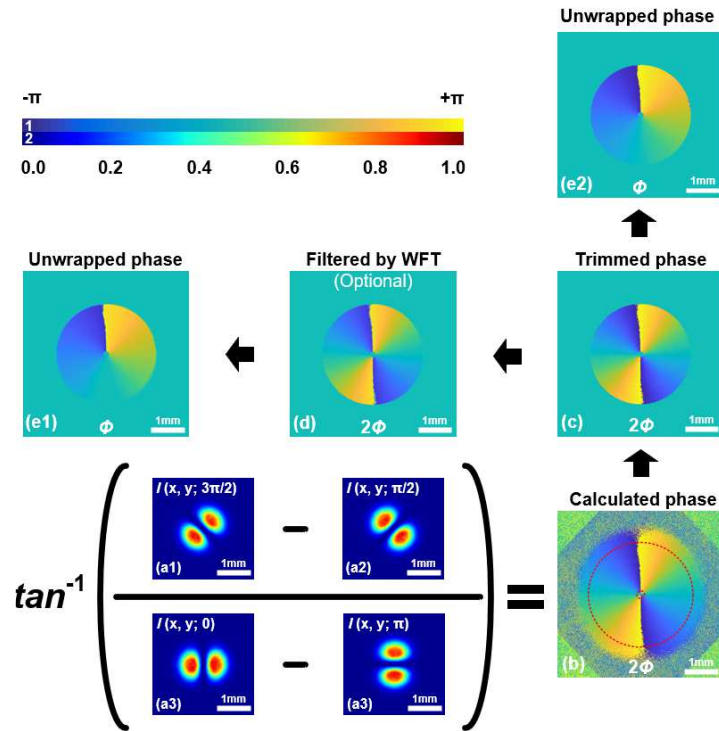 Unwrapped phase
(e2) Φ 1mm
-π +π
1
2
0.0 0.2 0.4 0.6 0.8 1.0
Unwrapped phase
(e1) Φ 1mm
Filtered by WFT
(Optional)
(d) 2Φ 1mm
Trimmed phase
(c) 2Φ 1mm
Calculated phase
(b) 2Φ 1mm
tan⁻¹
I (x, y; 3π/2)
(a1) 1mm
−
I (x, y; π/2)
(a2) 1mm
I (x, y; 0)
(a3) 1mm
−
I (x, y; π)
(a3) 1mm
=